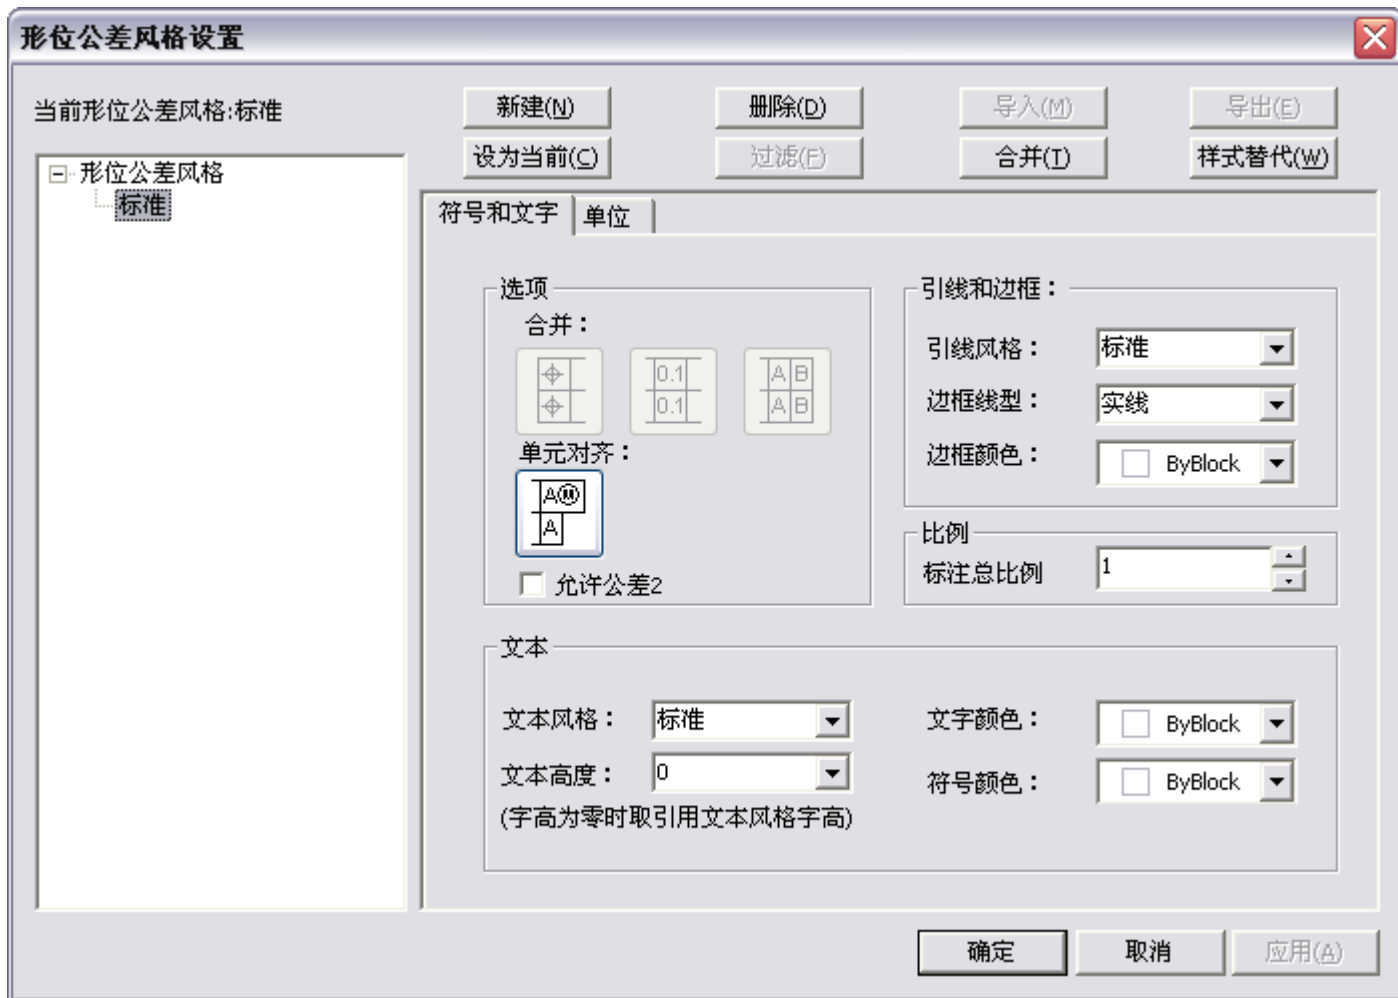 形位公差风格设置
当前形位公差风格:标准
新建(N)
删除(D)
导入(M)
导出(E)
设为当前(C)
过滤(F)
合并(T)
样式替代(W)
形位公差风格
标准
符号和文字
单位
选项
合并：
0.1
0.1
A B
A B
单元对齐：
AⓂ
A
允许公差2
引线和边框：
引线风格： 标准
边框线型： 实线
边框颜色： ByBlock
比例
标注总比例 1
文本
文本风格： 标准
文字颜色： ByBlock
文本高度： 0
符号颜色： ByBlock
(字高为零时取引用文本风格字高)
确定
取消
应用(A)